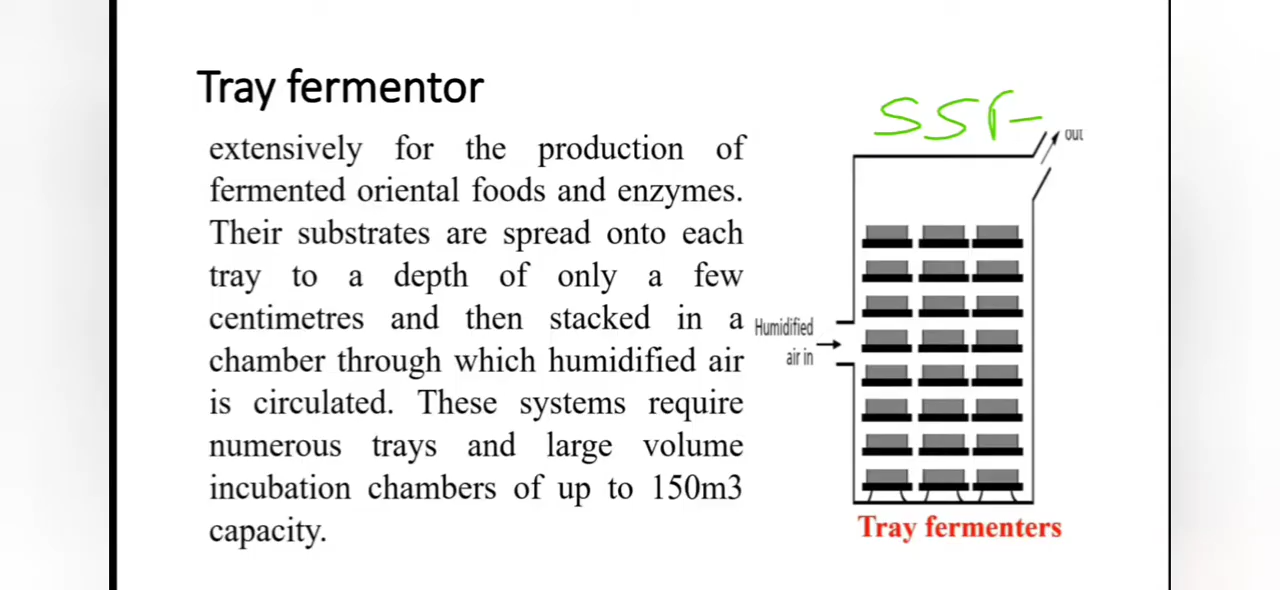 Tray fermentor
extensively for the production of
fermented oriental foods and enzymes.
Their substrates are spread onto each
tray to a depth of only a few
centimetres and then stacked in a
chamber through which humidified air
is circulated. These systems require
numerous trays and large volume
incubation chambers of up to 150m3
capacity.
SSF
out
Humidified
air in
Tray fermenters